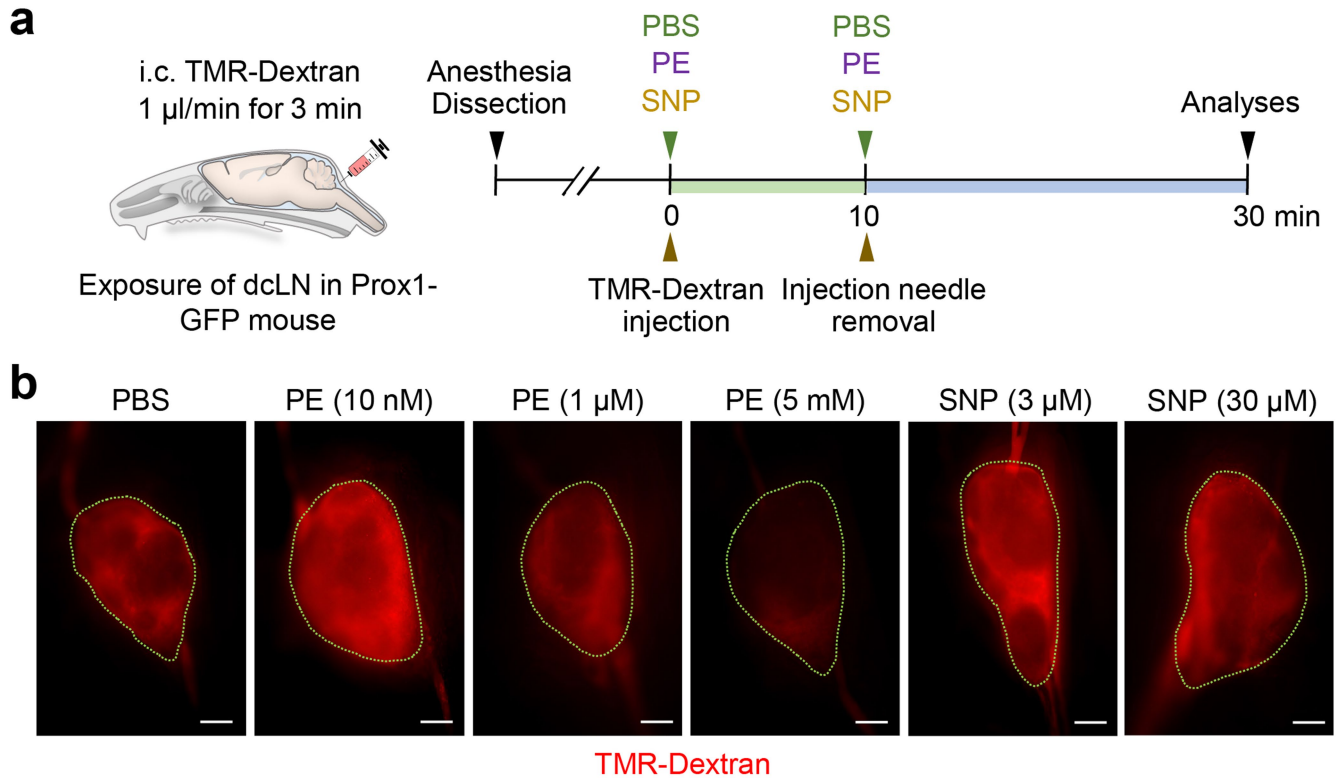 a
i.c. TMR-Dextran
1 µl/min for 3 min
Exposure of dcLN in Prox1-
GFP mouse
Anesthesia
Dissection
PBS
PE
SNP
PBS
PE
SNP
Analyses
0
10
30 min
TMR-Dextran
injection
Injection needle
removal
b
PBS
PE (10 nM)
PE (1 µM)
PE (5 mM)
SNP (3 µM)
SNP (30 µM)
TMR-Dextran